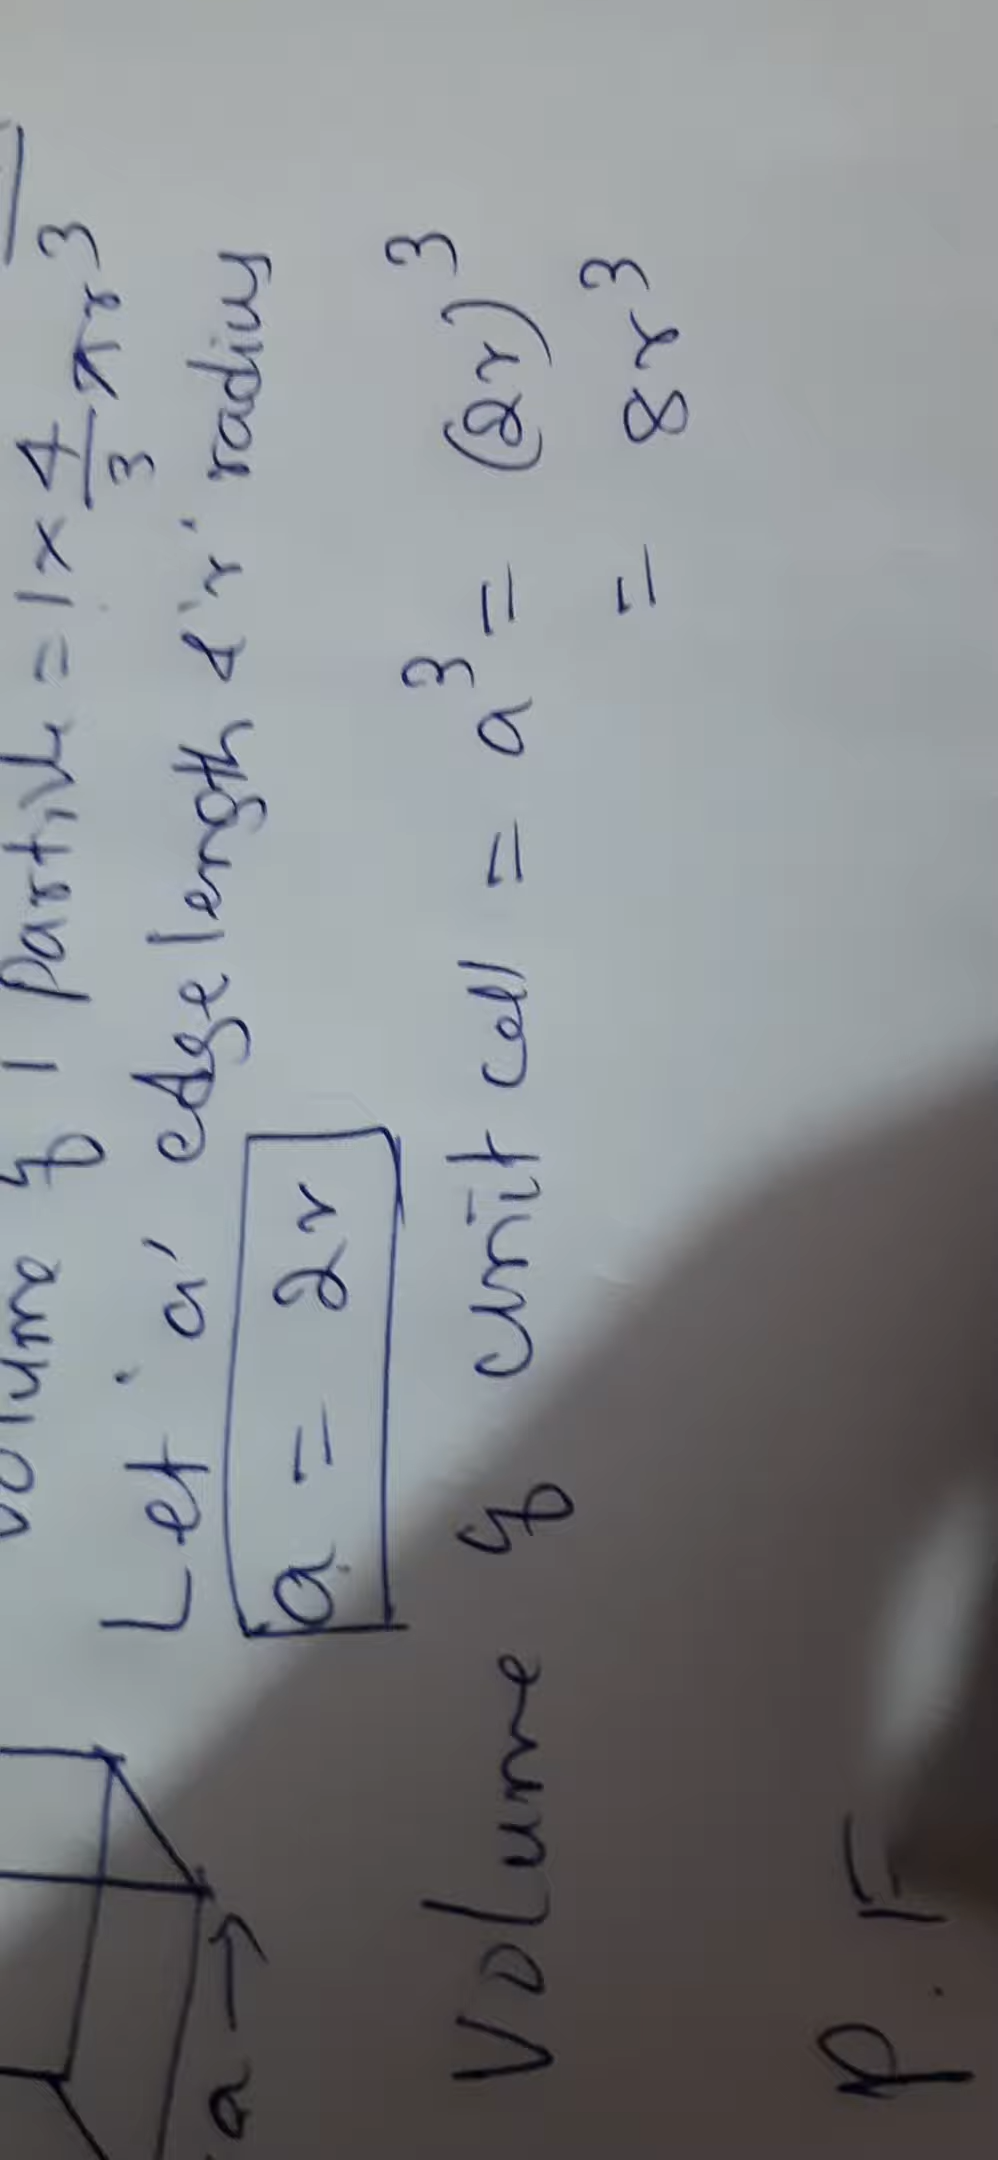 Volume of 1 Particle = 1 × 4/3 πr³
Let 'a' edge length & 'r' radius
a = 2r
a →
Volume of unit cell = a³ = (2r)³
= 8r³
P.F